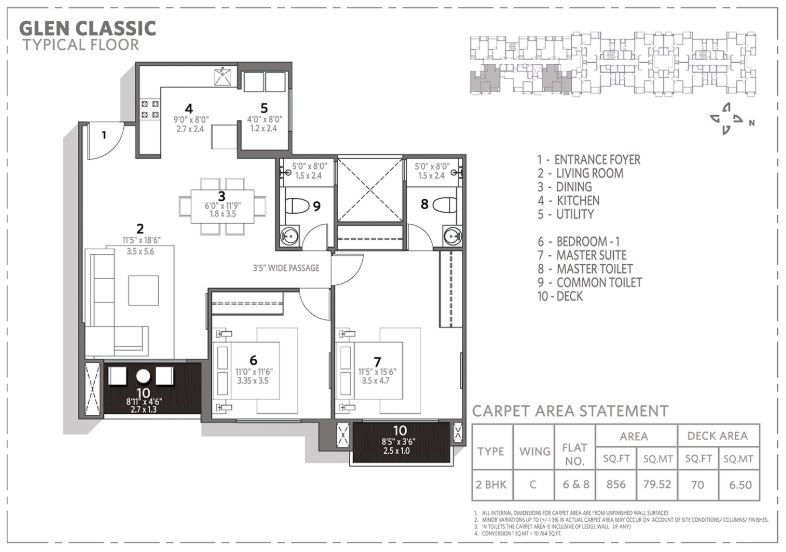 GLEN CLASSIC
TYPICAL FLOOR
N
1
4
9'0" x 8'0"
2.7 x 2.4
5
4'0" x 8'0"
1.2 x 2.4
5'0" x 8'0"
1.5 x 2.4
9
5'0" x 8'0"
1.5 x 2.4
8
3
6'0" x 11'9"
1.8 x 3.5
2
11'5" x 18'6"
3.5 x 5.6
3'5" WIDE PASSAGE
6
11'0" x 11'6"
3.35 x 3.5
7
11'5" x 15'6"
3.5 x 4.7
10
8'11" x 4'6"
2.7 x 1.3
10
8'5" x 3'6"
2.5 x 1.0
1 - ENTRANCE FOYER
2 - LIVING ROOM
3 - DINING
4 - KITCHEN
5 - UTILITY
6 - BEDROOM - 1
7 - MASTER SUITE
8 - MASTER TOILET
9 - COMMON TOILET
10 - DECK
CARPET AREA STATEMENT
TYPE WING FLAT NO. AREA DECK AREA
SQ.FT SQ.MT SQ.FT SQ.MT
2 BHK C 6 & 8 856 79.52 70 6.50
1. ALL INTERNAL DIMENSIONS FOR CARPET AREA ARE FROM UNFINISHED WALL SURFACES
2. MINOR VARIATIONS UP TO (+/-) 3% IN ACTUAL CARPET AREA MAY OCCUR ON ACCOUNT OF SITE CONDITIONS/ COLUMNS/ FINISHES.
3. IN TOILETS THE CARPET AREA IS INCLUSIVE OF LEDGE WALL (IF ANY)
4. CONVERSION 1 SQ.MT = 10.764 SQ.FT.